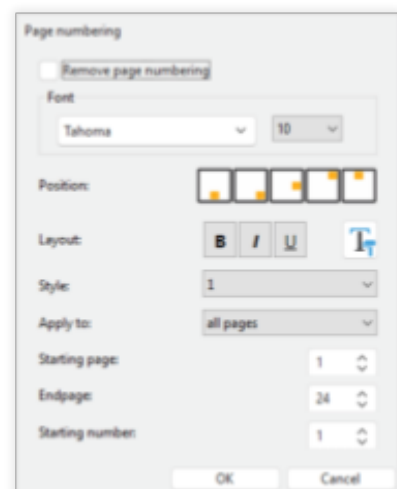 Page numbering
Remove page numbering
Font
Tahoma 10
Position:
Layout: B I U T
Style: 1
Apply to: all pages
Starting page: 1
Endpage: 24
Starting number: 1
OK Cancel